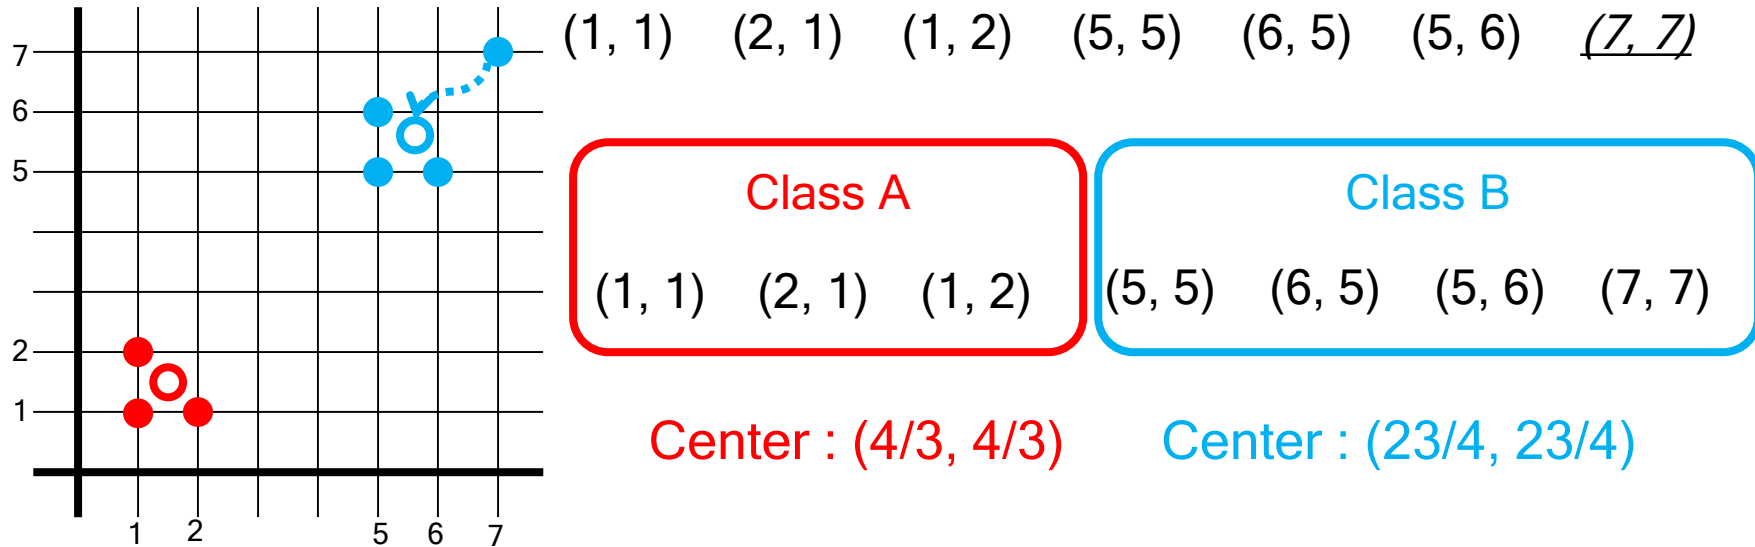 (1, 1) (2, 1) (1, 2) (5, 5) (6, 5) (5, 6) (7, 7)
7
6
5
2
1
1 2 5 6 7
Class A
(1, 1) (2, 1) (1, 2)
Class B
(5, 5) (6, 5) (5, 6) (7, 7)
Center : (4/3, 4/3)
Center : (23/4, 23/4)